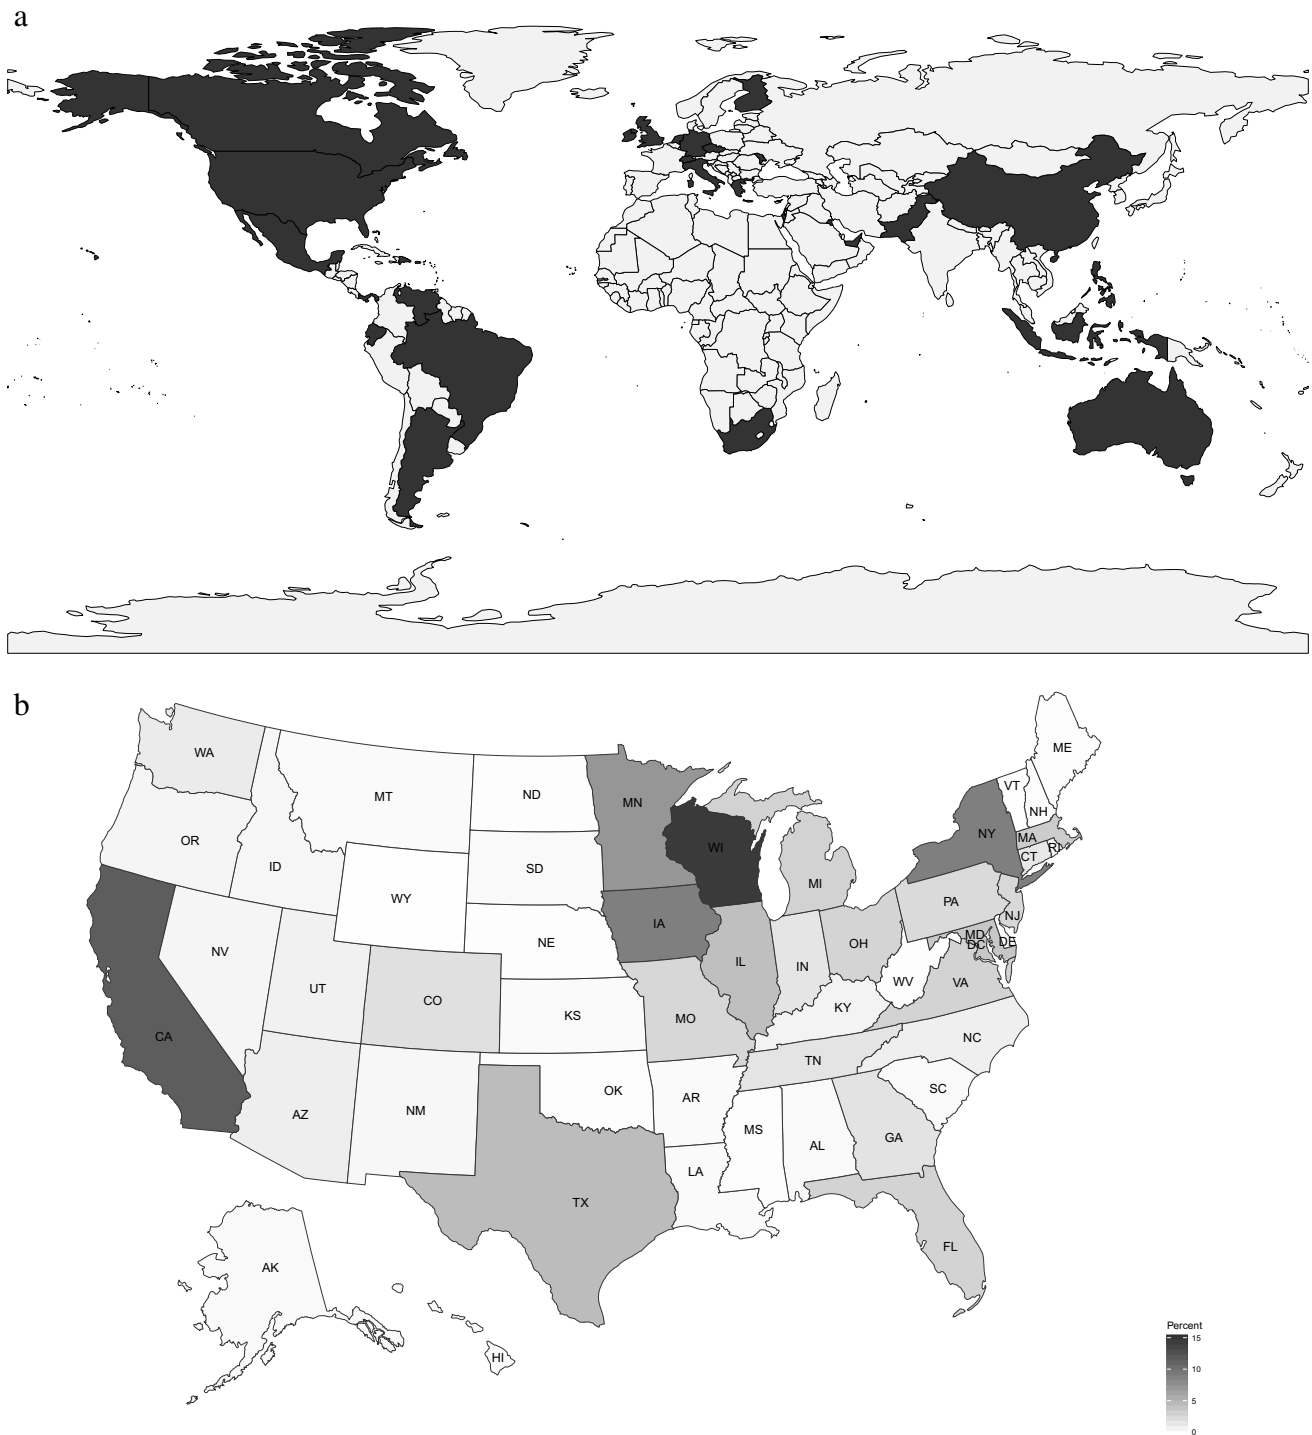 a
b
ME
WA
VT
MT
ND
MN
NH
NY
OR
MA
RI
WI
CT
ID
SD
MI
WY
PA
NJ
IA
MD
NE
OH
DE
DC
NV
IL
IN
WV
VA
UT
CO
KY
KS
MO
CA
NC
TN
SC
OK
AR
NM
AZ
MS
GA
AL
LA
TX
FL
AK
HI
Percent
15
10
5
0